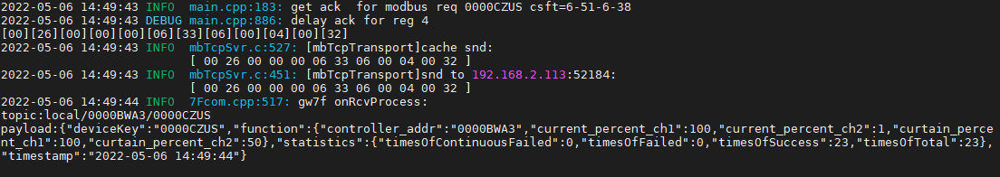 2022-05-06 14:49:43 INFO  main.cpp:183: get ack  for modbus req 0000CZUS csft=6-51-6-38
2022-05-06 14:49:43 DEBUG main.cpp:886: delay ack for reg 4
[00][26][00][00][00][06][33][06][00][04][00][32]
2022-05-06 14:49:43 INFO  mbTcpSvr.c:527: [mbTcpTransport]cache snd:
[ 00 26 00 00 00 06 33 06 00 04 00 32 ]
2022-05-06 14:49:43 INFO  mbTcpSvr.c:451: [mbTcpTransport]snd to 192.168.2.113:52184:
[ 00 26 00 00 00 06 33 06 00 04 00 32 ]
2022-05-06 14:49:44 INFO  7Fcom.cpp:517: gw7f onRcvProcess:
topic:local/0000BWA3/0000CZUS
payload:{"deviceKey":"0000CZUS","function":{"controller_addr":"0000BWA3","current_percent_ch1":100,"current_percent_ch2":1,"curtain_perce
nt_ch1":100,"curtain_percent_ch2":50},"statistics":{"timesOfContinuousFailed":0,"timesOfFailed":0,"timesOfSuccess":23,"timesOfTotal":23},
"timestamp":"2022-05-06 14:49:44"}